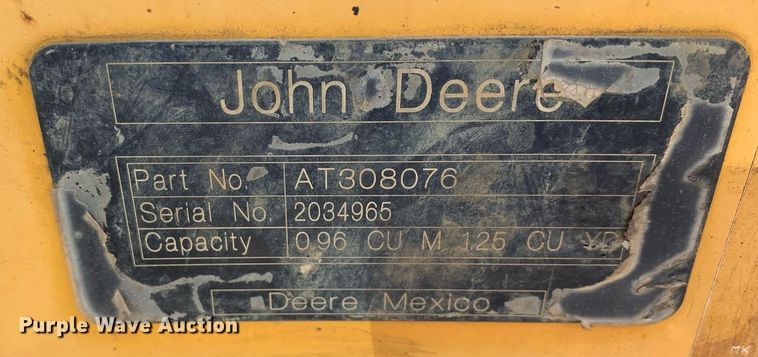 John Deere
Part No. AT308076
Serial No. 2034965
Capacity 0.96 CU M 1.25 CU YD
Deere Mexico
Purple Wave Auction
MX